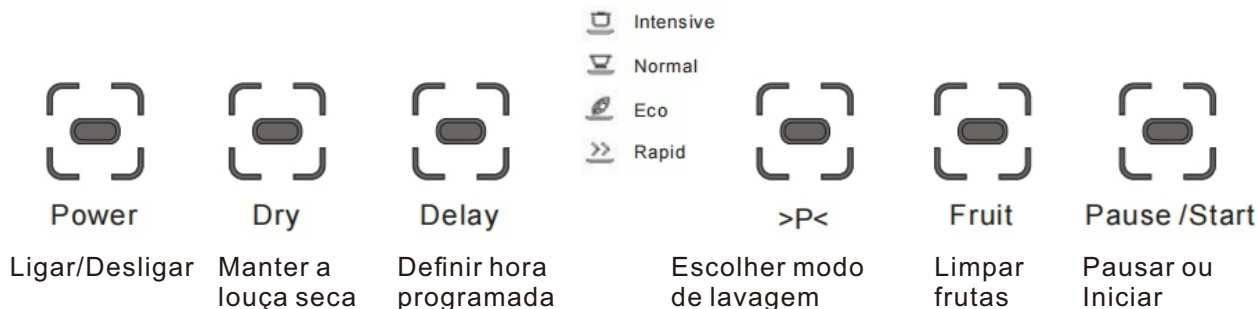 Intensive
Normal
Eco
Rapid
Power
Dry
Delay
>P<
Fruit
Pause /Start
Ligar/Desligar
Manter a
louça seca
Definir hora
programada
Escolher modo
de lavagem
Limpar
frutas
Pausar ou
Iniciar